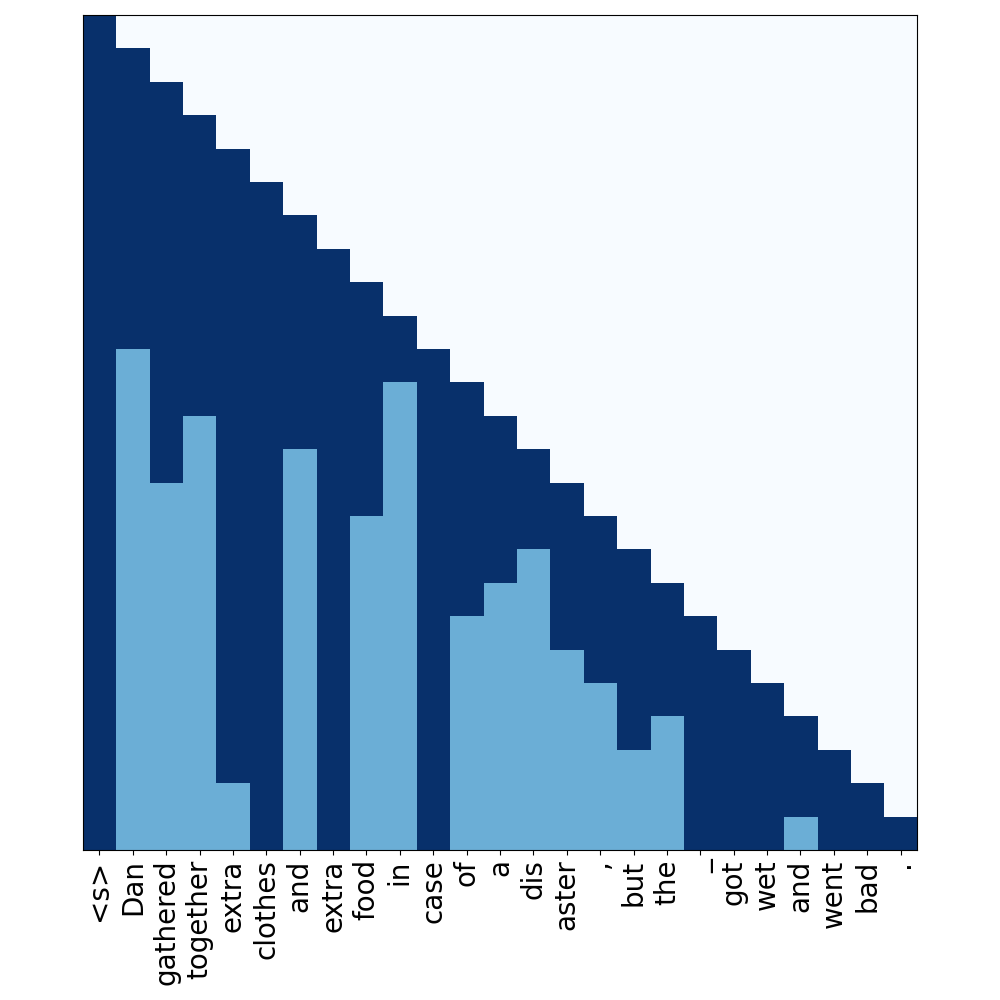 <s> Dan gathered together extra clothes and extra food in case of a dis aster , but the _ got wet and went bad .